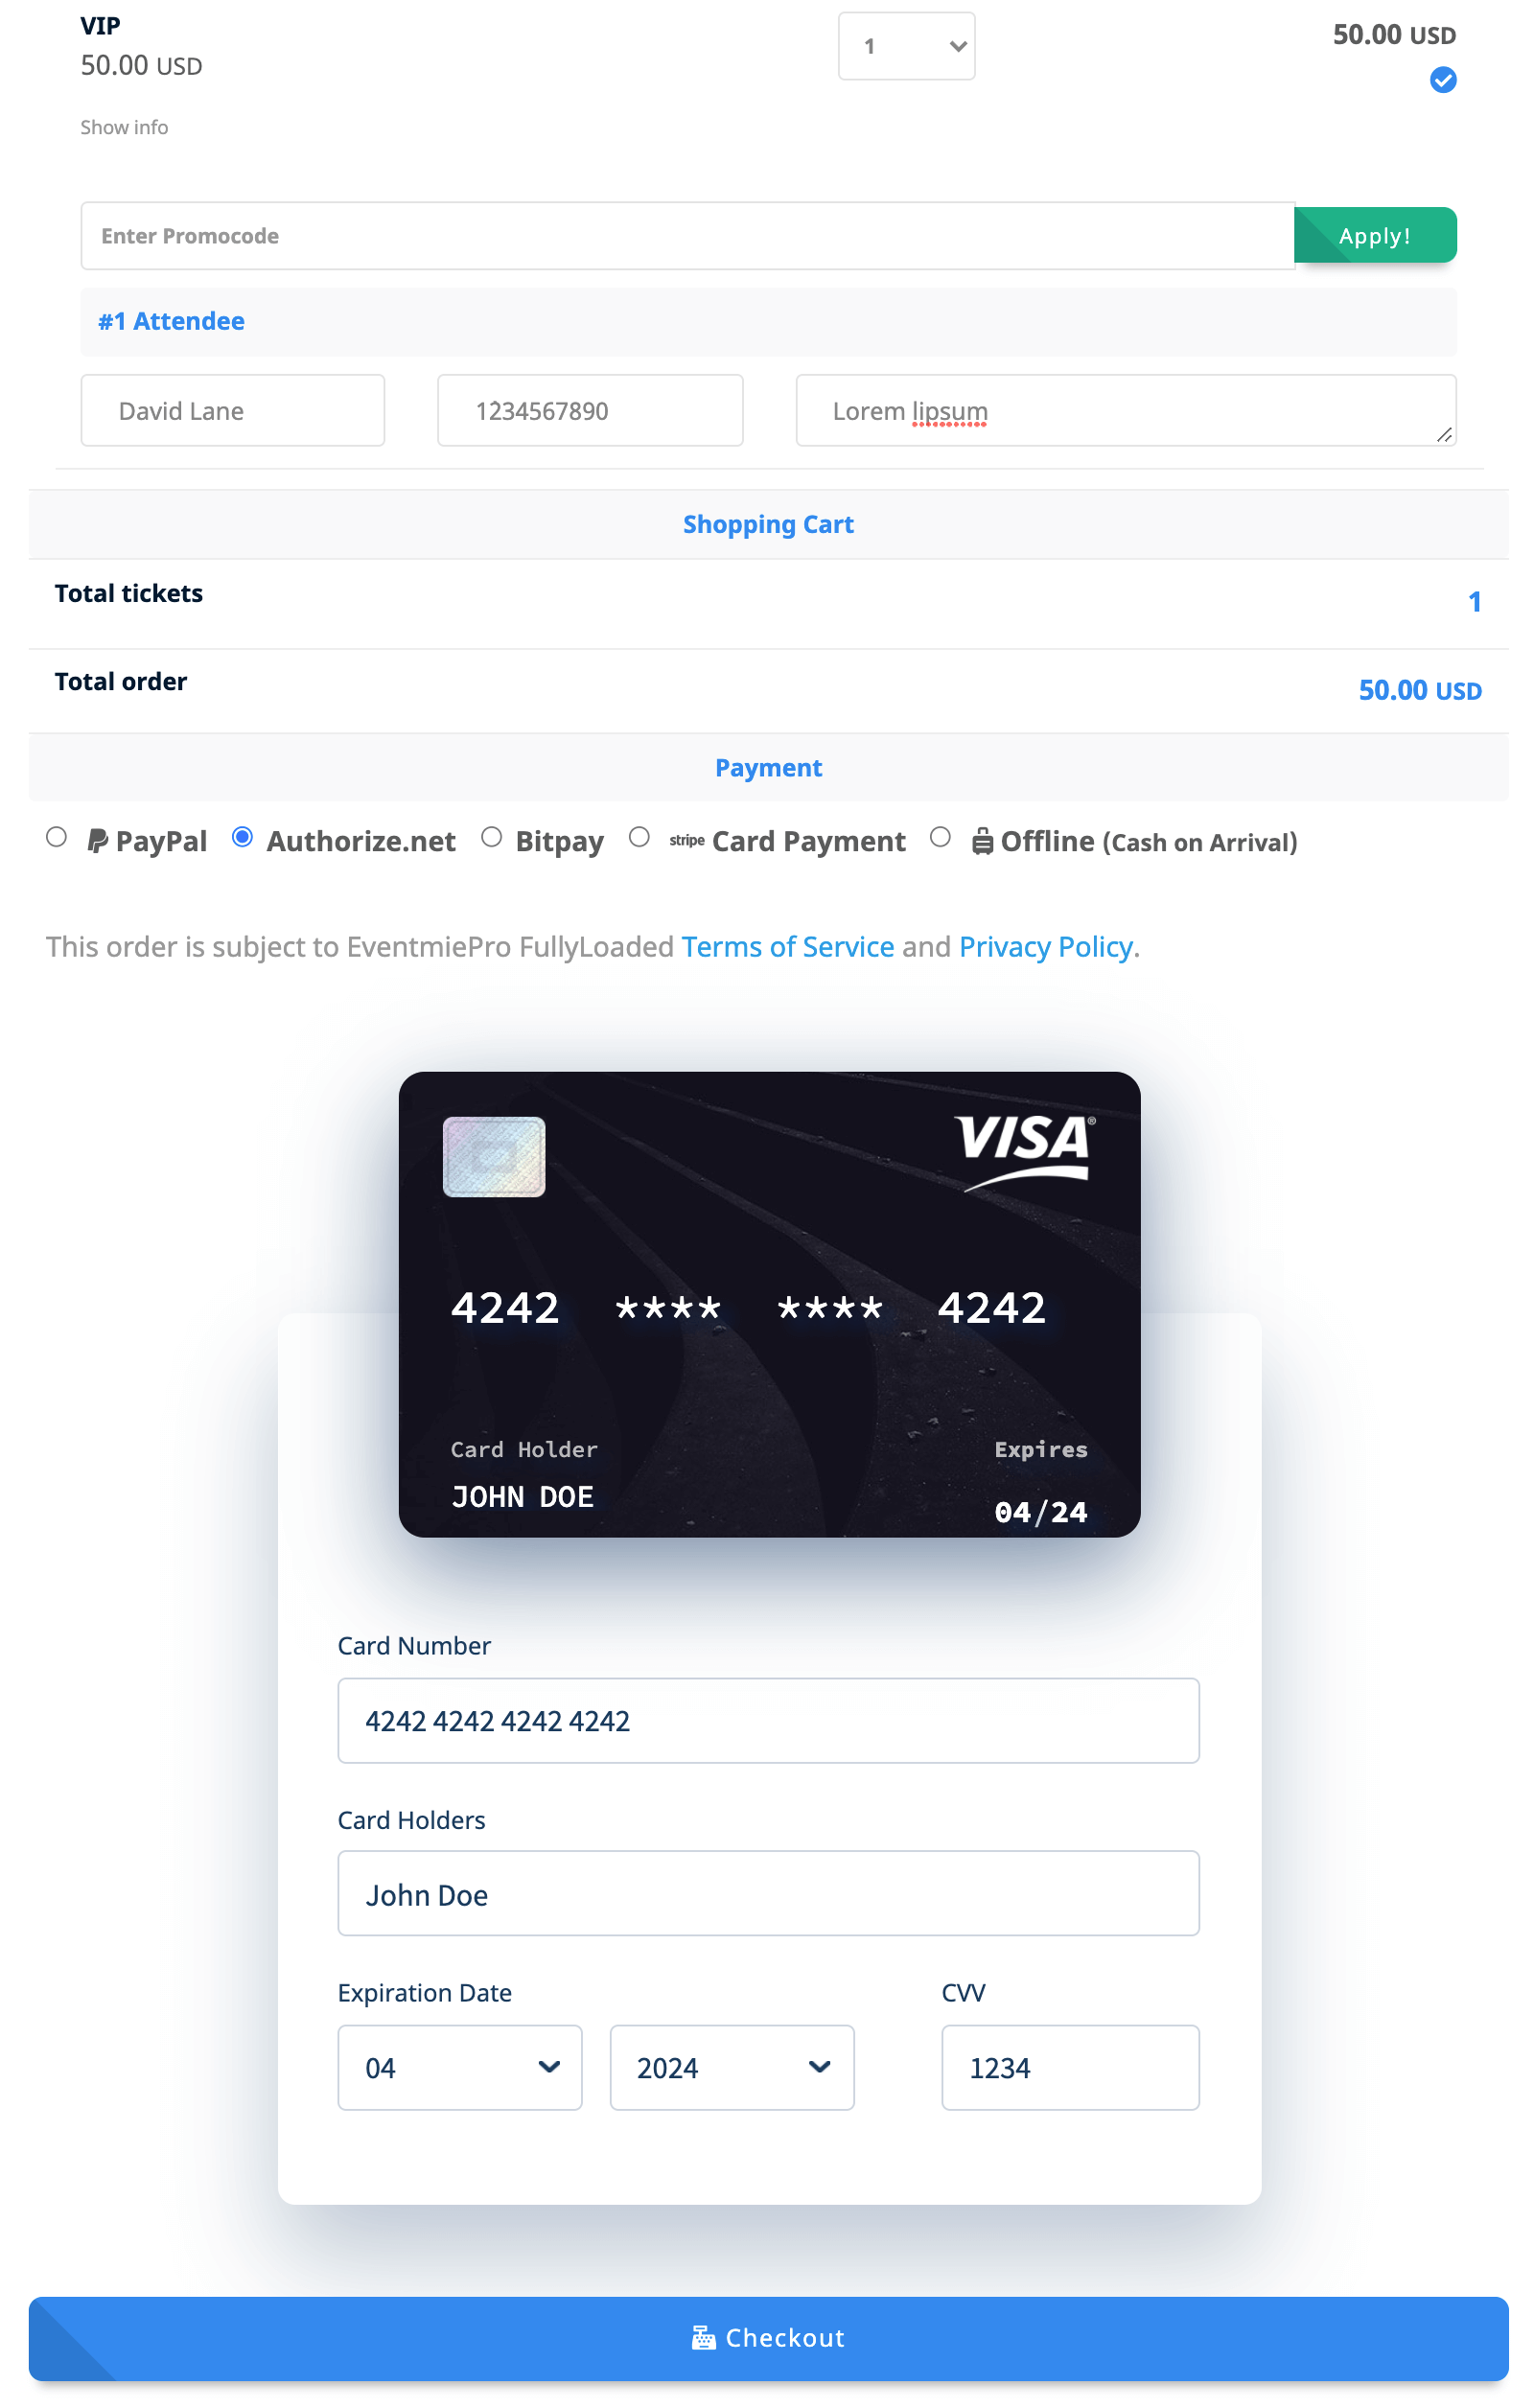 VIP
1
50.00 USD
50.00 USD
Show info
Enter Promocode
Apply!
#1 Attendee
David Lane
1234567890
Lorem lipsum
Shopping Cart
Total tickets
1
Total order
50.00 USD
Payment
PayPal Authorize.net Bitpay stripe Card Payment Offline (Cash on Arrival)
This order is subject to EventmiePro FullyLoaded Terms of Service and Privacy Policy.
VISA®
4242 **** **** 4242
Card Holder
Expires
JOHN DOE
04/24
Card Number
4242 4242 4242 4242
Card Holders
John Doe
Expiration Date
CVV
04
2024
1234
Checkout